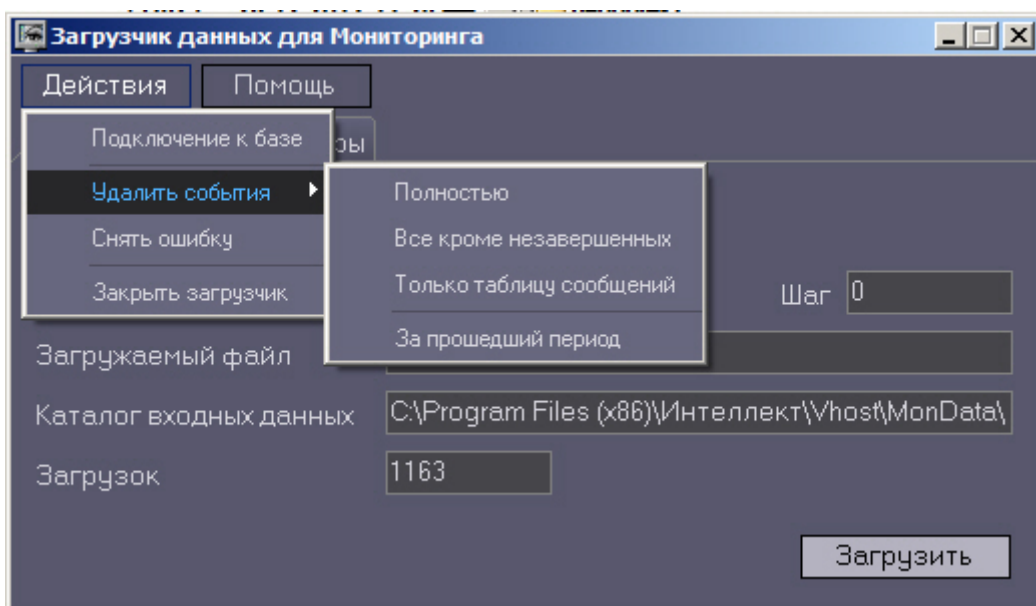 Загрузчик данных для Мониторинга
Действия
Помощь
Подключение к базе
ры
Удалить события
Снять ошибку
Закрыть загрузчик
Полностью
Все кроме незавершенных
Только таблицу сообщений
За прошедший период
Шаг 0
Загружаемый файл
Каталог входных данных C:\Program Files (x86)\Интеллект\Vhost\MonData\
Загрузок 1163
Загрузить